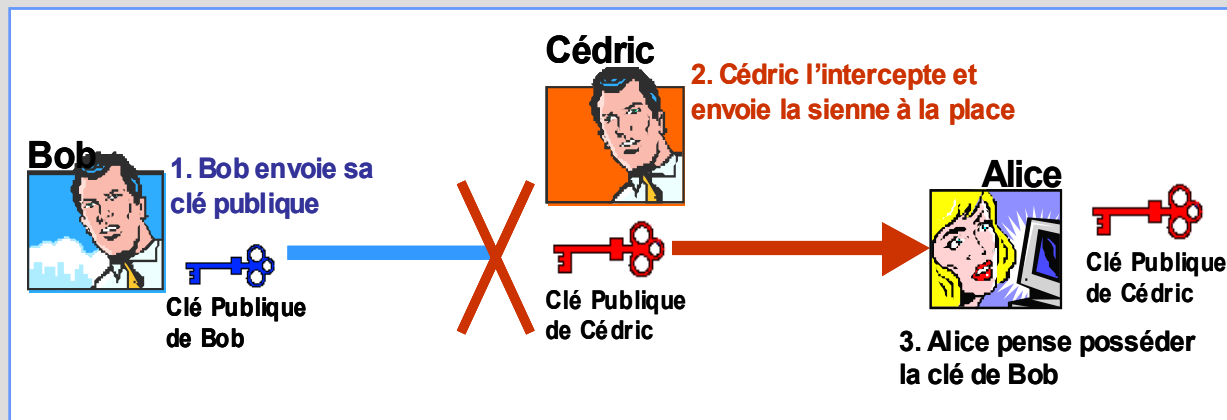 Bob
1. Bob envoie sa
clé publique
Clé Publique
de Bob
Cédric
2. Cédric l’intercepte et
envoie la sienne à la place
Clé Publique
de Cédric
Alice
Clé Publique
de Cédric
3. Alice pense posséder
la clé de Bob